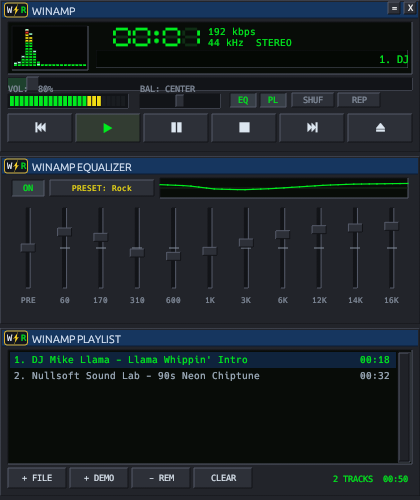 W⚡R WINAMP = X
00:01
192 kbps
44 kHz STEREO
1. DJ
VOL: 80% BAL: CENTER
EQ PL SHUF REP
W⚡R WINAMP EQUALIZER
ON PRESET: Rock
PRE 60 170 310 600 1K 3K 6K 12K 14K 16K
W⚡R WINAMP PLAYLIST
1. DJ Mike Llama - Llama Whippin' Intro 00:18
2. Nullsoft Sound Lab - 90s Neon Chiptune 00:32
+ FILE + DEMO - REM CLEAR 2 TRACKS 00:50